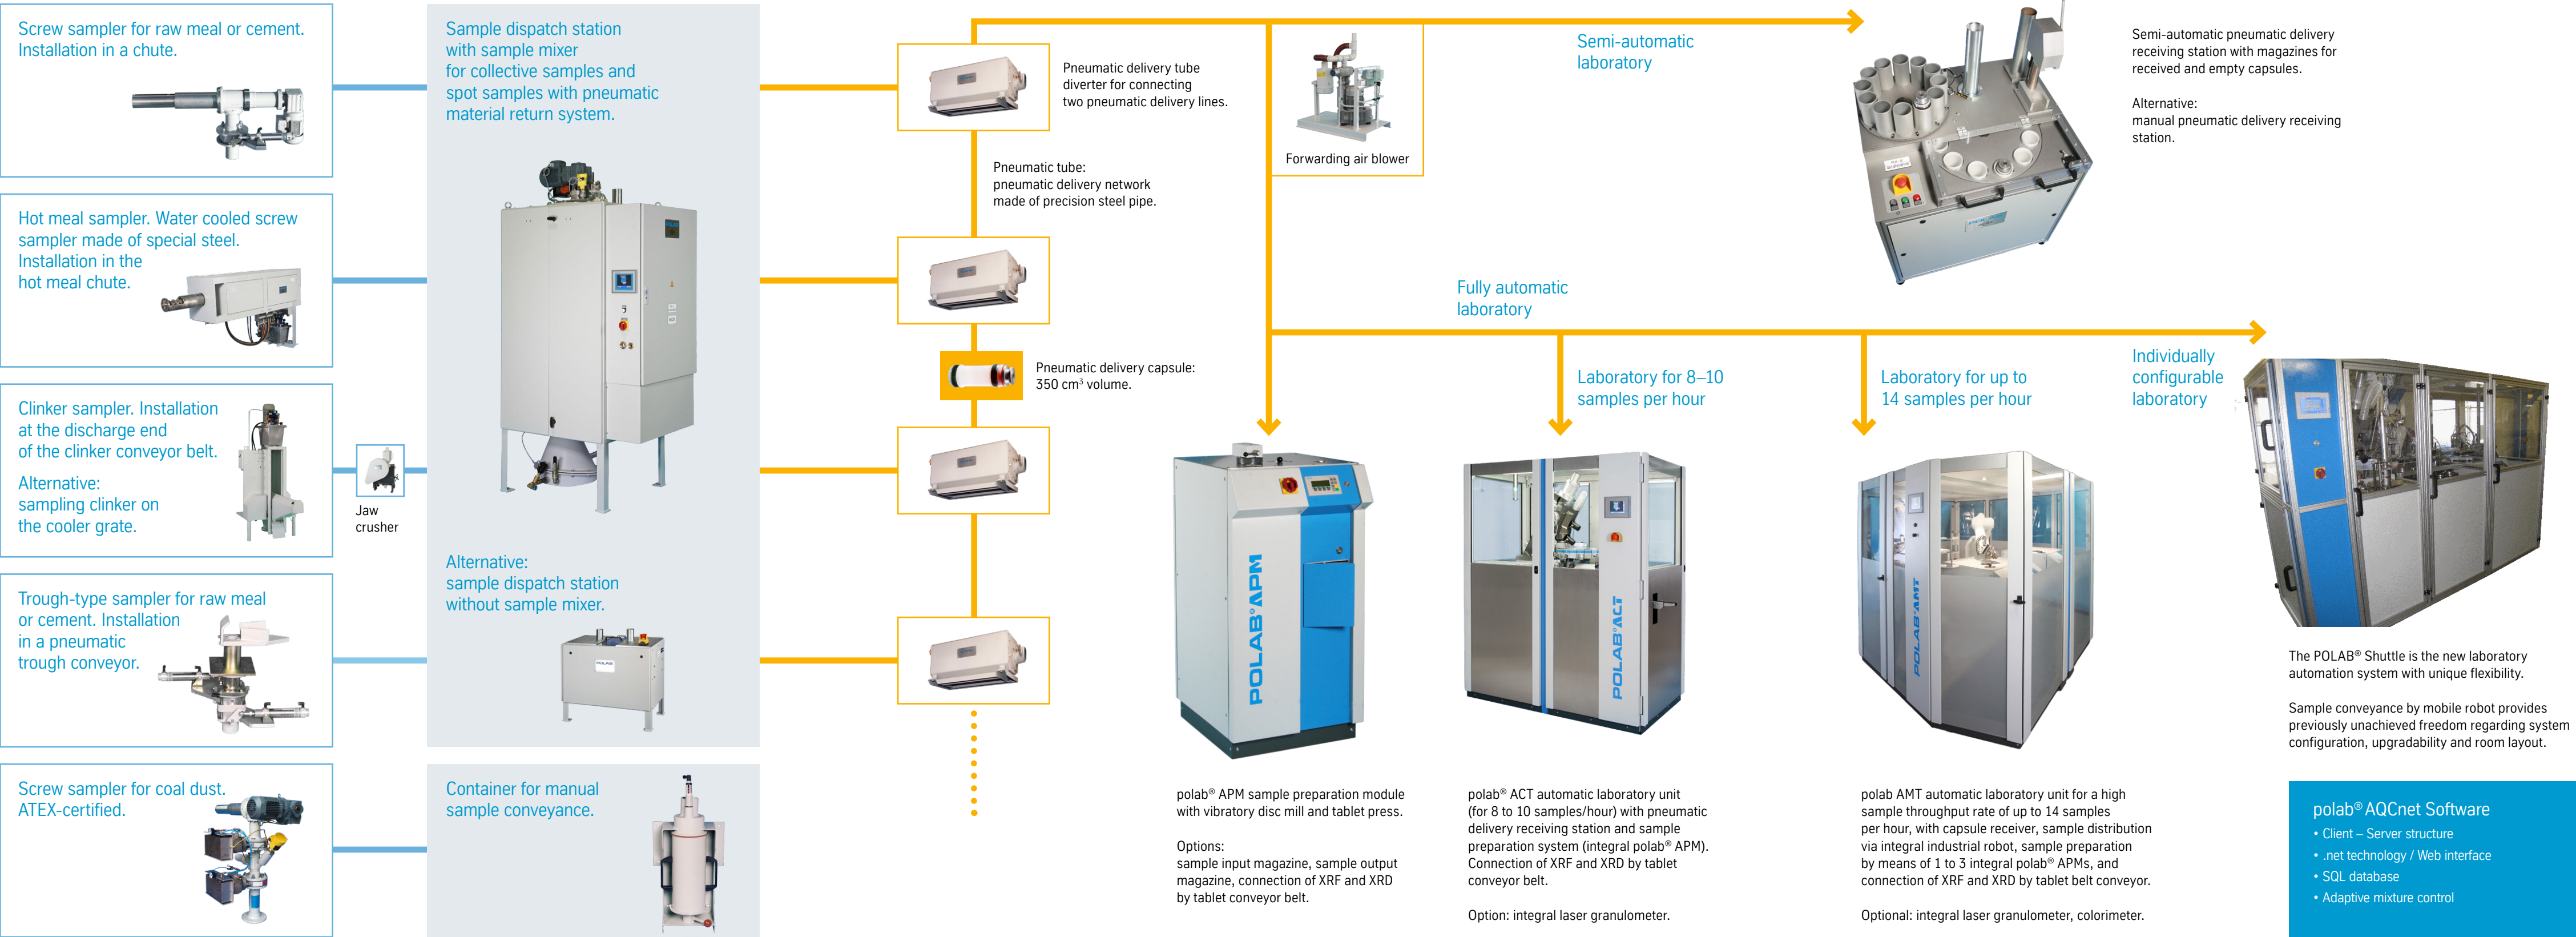 Screw sampler for raw meal or cement.
Installation in a chute.
Hot meal sampler. Water cooled screw
sampler made of special steel.
Installation in the
hot meal chute.
Clinker sampler. Installation
at the discharge end
of the clinker conveyor belt.
Alternative:
sampling clinker on
the cooler grate.
Jaw
crusher
Trough-type sampler for raw meal
or cement. Installation
in a pneumatic
trough conveyor.
Screw sampler for coal dust.
ATEX-certified.
Sample dispatch station
with sample mixer
for collective samples and
spot samples with pneumatic
material return system.
Alternative:
sample dispatch station
without sample mixer.
POLAB
Container for manual
sample conveyance.
Pneumatic delivery tube
diverter for connecting
two pneumatic delivery lines.
Pneumatic tube:
pneumatic delivery network
made of precision steel pipe.
Pneumatic delivery capsule:
350 cm³ volume.
Forwarding air blower
Semi-automatic
laboratory
Semi-automatic pneumatic delivery
receiving station with magazines for
received and empty capsules.
Alternative:
manual pneumatic delivery receiving
station.
Fully automatic
laboratory
Laboratory for 8–10
samples per hour
Laboratory for up to
14 samples per hour
Individually
configurable
laboratory
POLAB®APM
POLAB®ACT
POLAB®AMT
polab® APM sample preparation module
with vibratory disc mill and tablet press.
Options:
sample input magazine, sample output
magazine, connection of XRF and XRD
by tablet conveyor belt.
polab® ACT automatic laboratory unit
(for 8 to 10 samples/hour) with pneumatic
delivery receiving station and sample
preparation system (integral polab® APM).
Connection of XRF and XRD by tablet
conveyor belt.
Option: integral laser granulometer.
polab AMT automatic laboratory unit for a high
sample throughput rate of up to 14 samples
per hour, with capsule receiver, sample distribution
via integral industrial robot, sample preparation
by means of 1 to 3 integral polab® APMs, and
connection of XRF and XRD by tablet belt conveyor.
Optional: integral laser granulometer, colorimeter.
The POLAB® Shuttle is the new laboratory
automation system with unique flexibility.
Sample conveyance by mobile robot provides
previously unachieved freedom regarding system
configuration, upgradability and room layout.
polab® AQCnet Software
• Client – Server structure
• .net technology / Web interface
• SQL database
• Adaptive mixture control